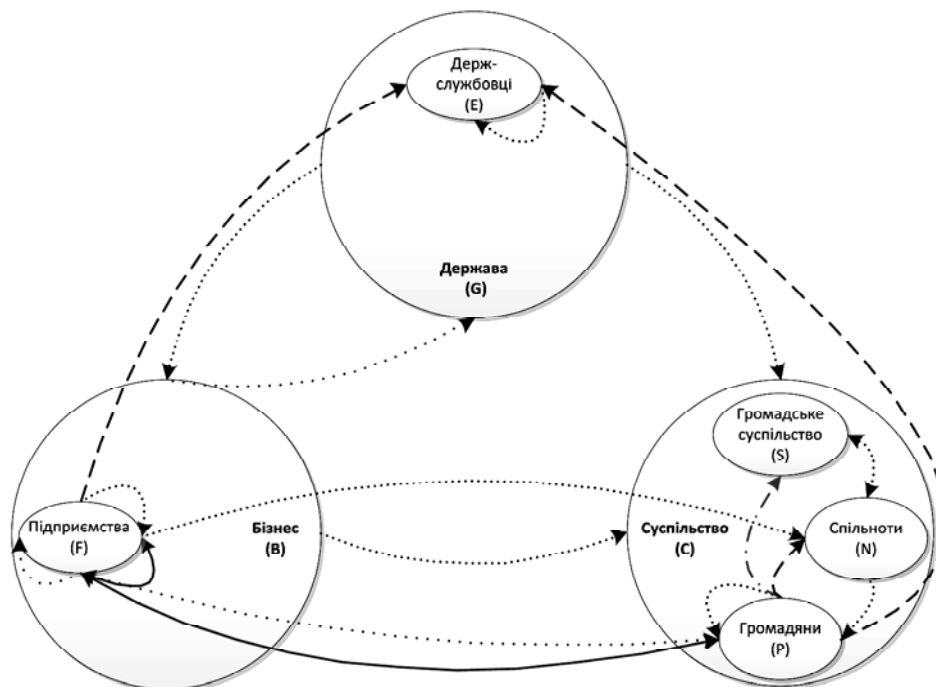 Держ-
службовці
(E)
Держава
(G)
Громадське
суспільство
(S)
Підприємства
(F)
Бізнес
(B)
Суспільство
(C)
Спільноти
(N)
Громадяни
(P)